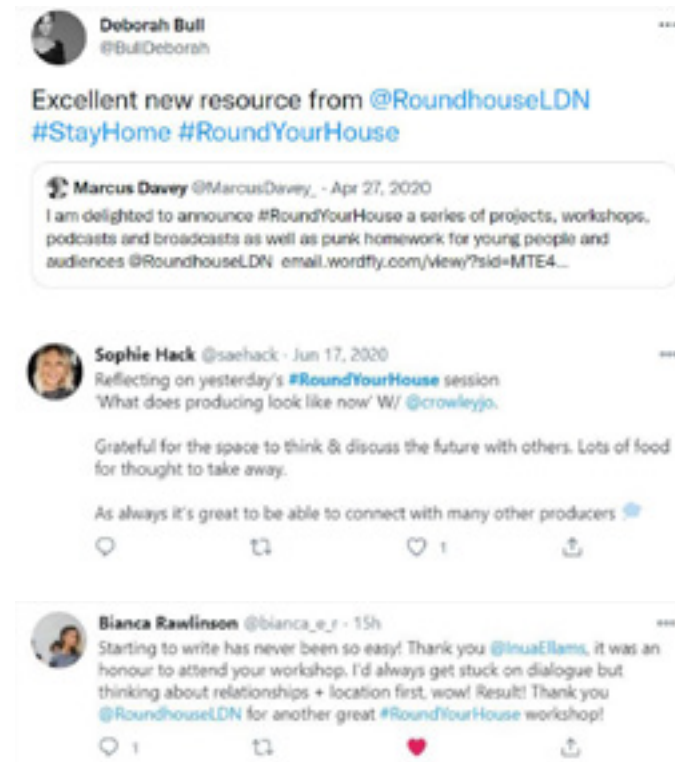 Deborah Bull
@BullDeborah
Excellent new resource from @RoundhouseLDN
#StayHome #RoundYourHouse
Marcus Davey @MarcusDavey_ · Apr 27, 2020
I am delighted to announce #RoundYourHouse a series of projects, workshops,
podcasts and broadcasts as well as punk homework for young people and
audiences @RoundhouseLDN email.wordfly.com/view/?sid=MTE4...
Sophie Hack @saehack · Jun 17, 2020
Reflecting on yesterday's #RoundYourHouse session
'What does producing look like now' W/ @crowleyjo.
Grateful for the space to think & discuss the future with others. Lots of food
for thought to take away.
As always it's great to be able to connect with many other producers
1
Bianca Rawlinson @bianca_e_r · 15h
Starting to write has never been so easy! Thank you @InuaEllams, it was an
honour to attend your workshop. I'd always get stuck on dialogue but
thinking about relationships + location first, wow! Result! Thank you
@RoundhouseLDN for another great #RoundYourHouse workshop!
1